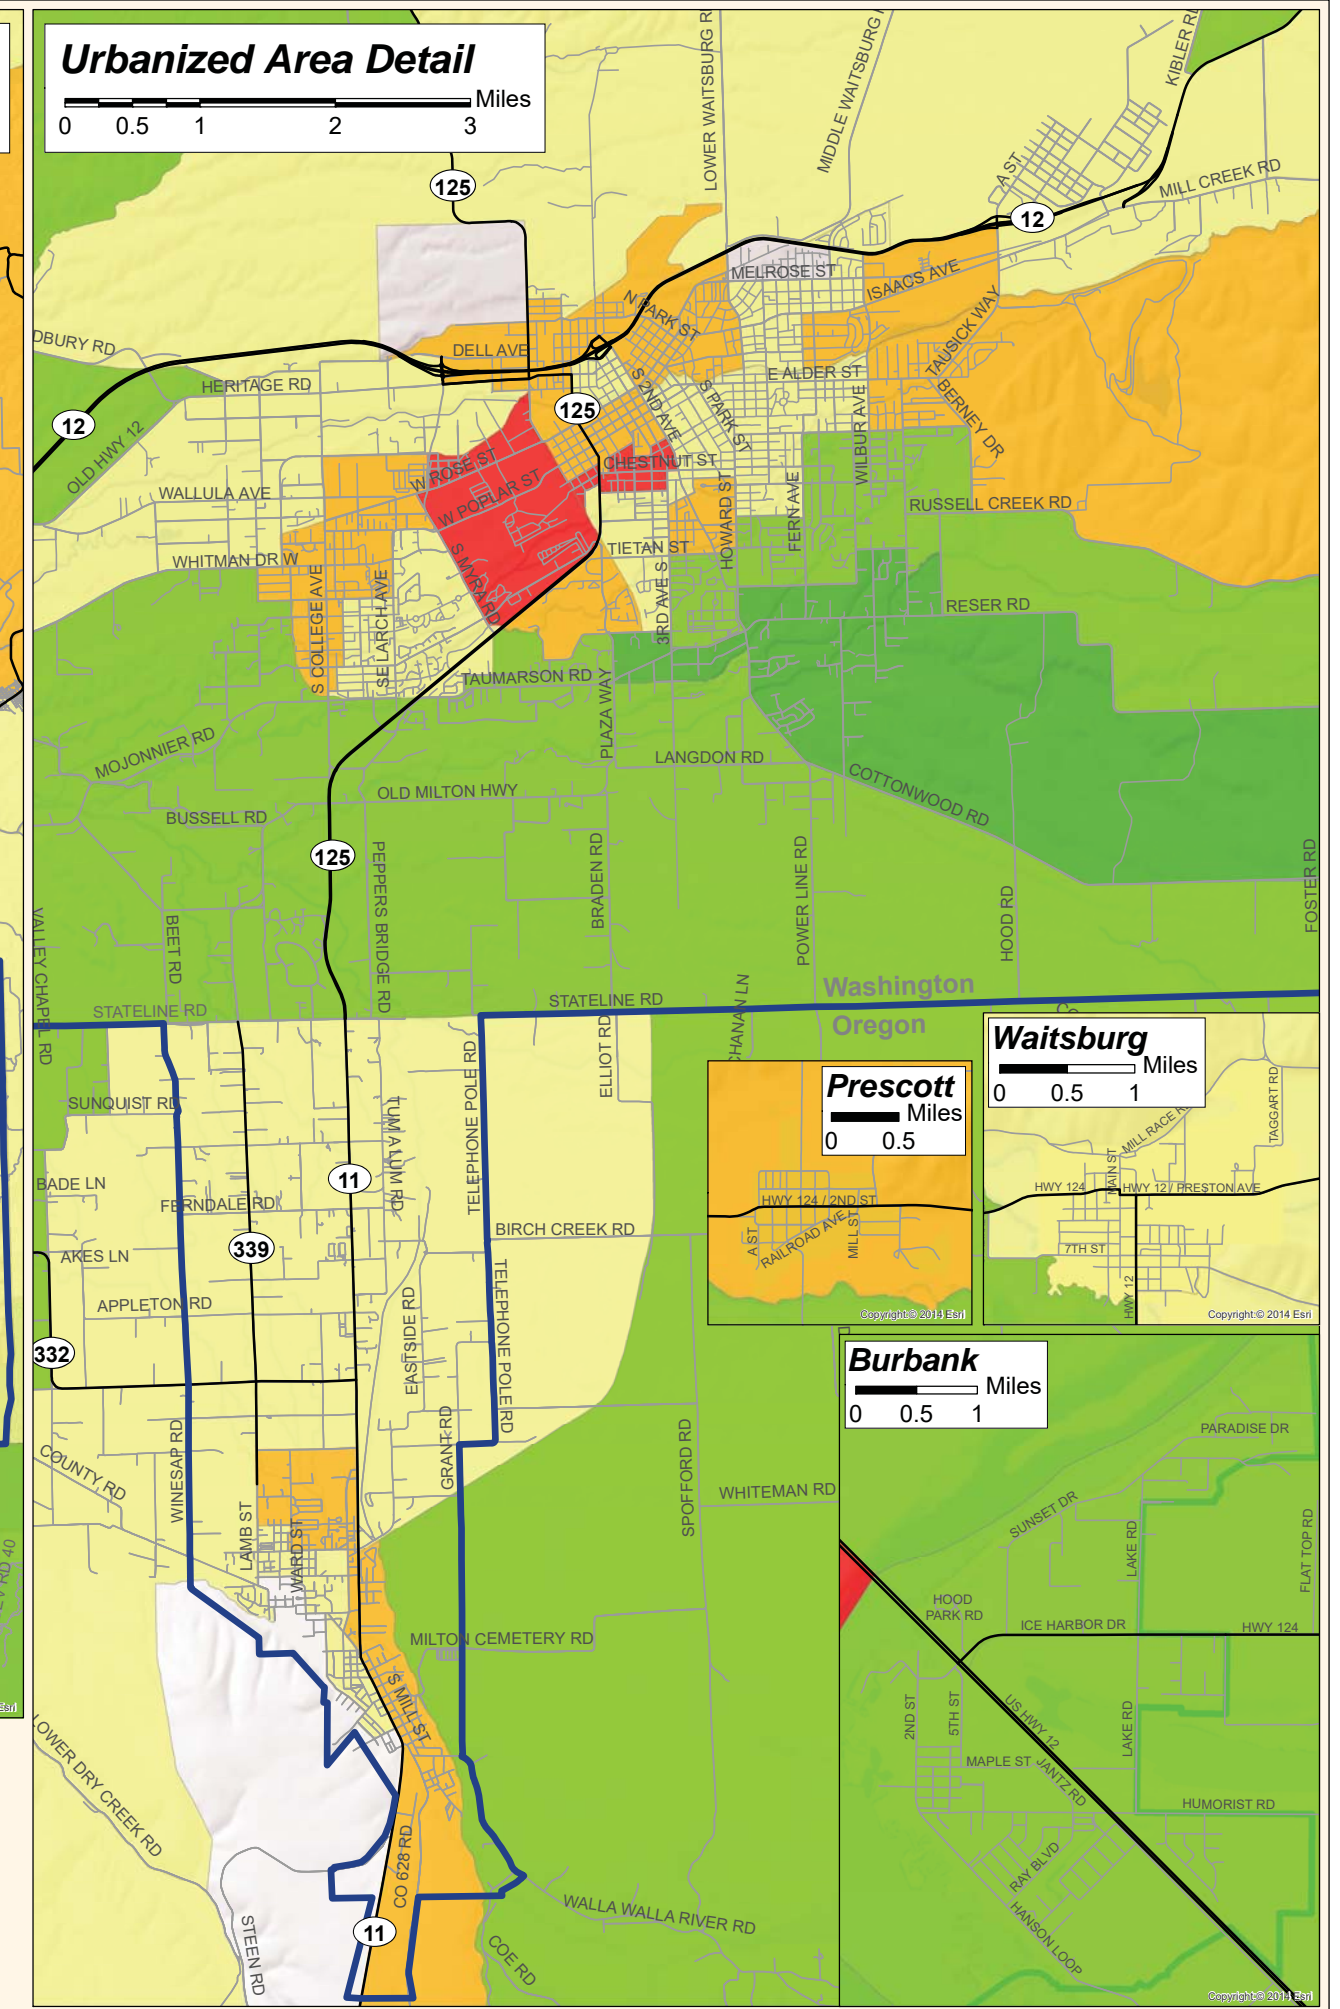 Urbanized Area Detail
Miles
0 0.5 1 2 3
LOWER WAITSBURG R
MIDDLE WAITSBURG
KIBLER RD
A ST
MILL CREEK RD
125
12
MELROSE ST
ISAACS AVE
N PARK ST
TAUSICK WAY
DBURY RD
DELL AVE
HERITAGE RD
E ALDER ST
S 2ND AVE
S PARK ST
BERNEY DR
WILBUR AVE
125
12
OLD HWY 12
W ROSE ST
CHESTNUT ST
WALLULA AVE
W POPLAR ST
HOWARD ST
FERN AVE
RUSSELL CREEK RD
WHITMAN DR W
TIETAN ST
S MYRA RD
S COLLEGE AVE
SE LARCH AVE
3RD AVE S
RESER RD
TAUMARSON RD
PLAZA WAY
MOJONNIER RD
LANGDON RD
OLD MILTON HWY
COTTONWOOD RD
BUSSELL RD
125
PEPPERS BRIDGE RD
BRADEN RD
POWER LINE RD
HOOD RD
FOSTER RD
VALLEY CHAPEL RD
BEET RD
STATELINE RD
STATELINE RD
CHANAN LN
Washington
Oregon
ELLIOT RD
TELEPHONE POLE RD
SUNQUIST RD
TUM A LUM RD
BADE LN
11
FERNDALE RD
BIRCH CREEK RD
339
AKES LN
APPLETON RD
TELEPHONE POLE RD
EASTSIDE RD
332
GRANT RD
WINESAP RD
COUNTY RD
SPOFFORD RD
WHITEMAN RD
LAMB ST
WARD ST
RD 40
MILTON CEMETERY RD
S MILL ST
Esri
LOWER DRY CREEK RD
CO 628 RD
WALLA WALLA RIVER RD
11
STEEN RD
COE RD
Prescott
Miles
0 0.5
HWY 124 / 2ND ST
A ST
RAILROAD AVE
MILL ST
Copyright:© 2014 Esri
Waitsburg
Miles
0 0.5 1
TAGGART RD
MILL RACE R
MAIN ST
HWY 124
HWY 12 / PRESTON AVE
7TH ST
HWY 12
Copyright:© 2014 Esri
Burbank
Miles
0 0.5 1
PARADISE DR
SUNSET DR
LAKE RD
FLAT TOP RD
HOOD
PARK RD
ICE HARBOR DR
HWY 124
2ND ST
5TH ST
US HWY 12
LAKE RD
MAPLE ST
JANTZ RD
HUMORIST RD
RAY BLVD
HANSON LOOP
Copyright:© 2014 Esri